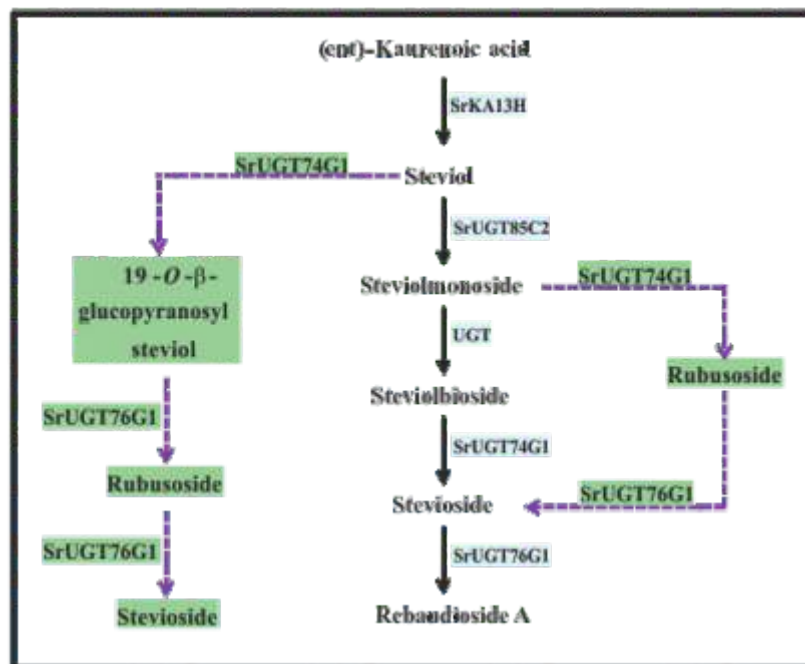 (ent)-Kaurenoic acid
SrKA13H
SrUGT74G1
Steviol
SrUGT85C2
19 -O -β-
glucopyranosyl
steviol
Steviolmonoside
SrUGT74G1
UGT
Rubusoside
Steviolbioside
SrUGT76G1
SrUGT74G1
Rubusoside
Stevioside
SrUGT76G1
SrUGT76G1
SrUGT76G1
Stevioside
Rebaudioside A